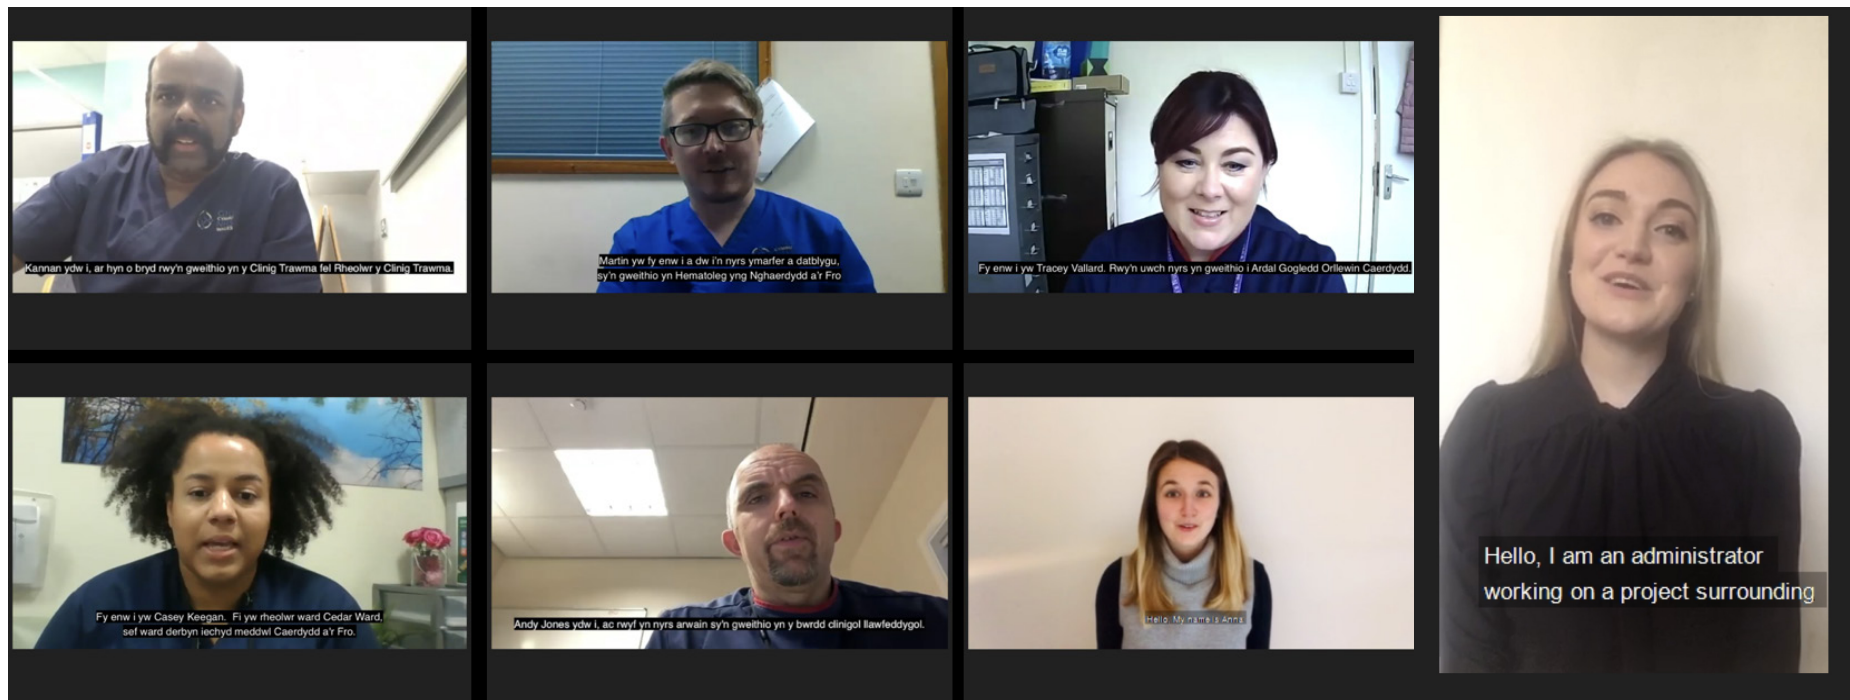 Kannan ydw i, ar hyn o bryd rwy'n gweithio yn y Clinig Trawma fel Rheolwr y Clinig Trawma.
Martin yw fy enw i a dw i'n nyrs ymarfer a datblygu,
sy'n gweithio yn Hematoleg yng Nghaerdydd a'r Fro
Fy enw i yw Tracey Vallard. Rwy'n uwch nyrs yn gweithio i Ardal Gogledd Orllewin Caerdydd.
Fy enw i yw Casey Keegan. Fi yw rheolwr ward Cedar Ward,
sef ward derbyn iechyd meddwl Caerdydd a'r Fro.
Andy Jones ydw i, ac rwyf yn nyrs arwain sy'n gweithio yn y bwrdd clinigol llawfeddygol.
Hello. My name is Anna.
Hello, I am an administrator
working on a project surrounding